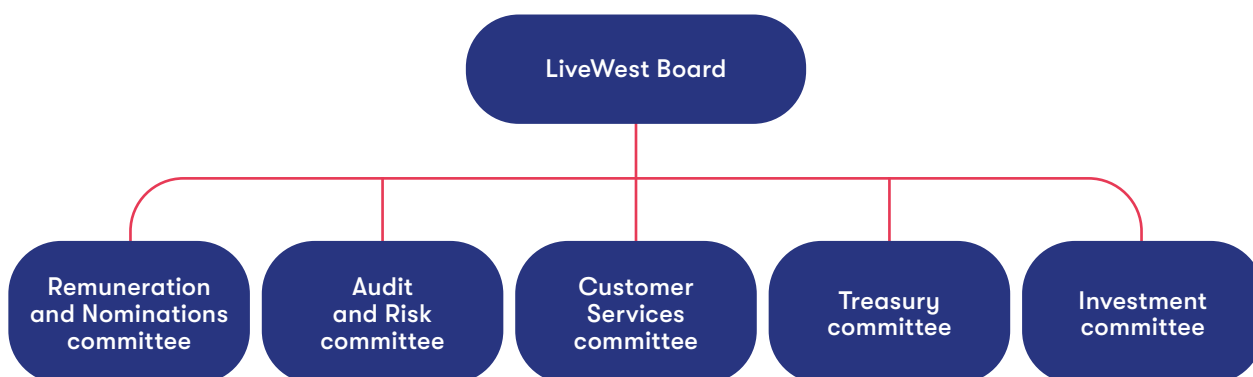 LiveWest Board
Remuneration
and Nominations
committee
Audit
and Risk
committee
Customer
Services
committee
Treasury
committee
Investment
committee